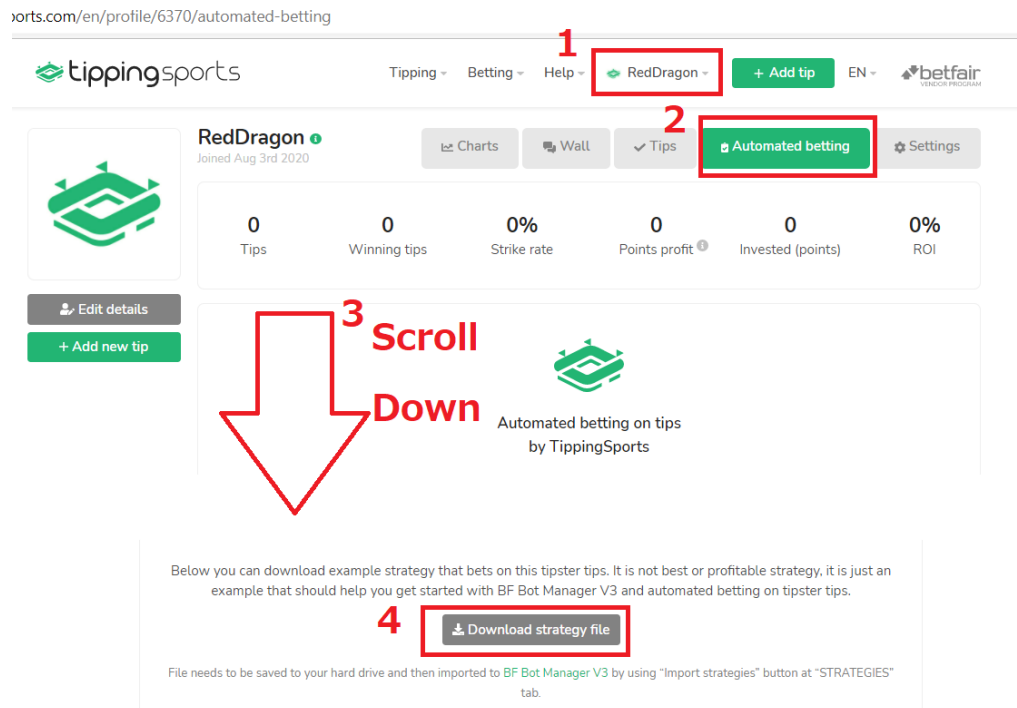 ports.com/en/profile/6370/automated-betting
1
tippingsports
Tipping
Betting
Help
RedDragon
+ Add tip
EN
betfair
VENDOR PROGRAM
2
RedDragon
Joined Aug 3rd 2020
Charts
Wall
Tips
Automated betting
Settings
0
0
0%
0
0
0%
Tips
Winning tips
Strike rate
Points profit
Invested (points)
ROI
Edit details
+ Add new tip
3
Scroll
Down
Automated betting on tips
by TippingSports
Below you can download example strategy that bets on this tipster tips. It is not best or profitable strategy, it is just an
example that should help you get started with BF Bot Manager V3 and automated betting on tipster tips.
4
Download strategy file
File needs to be saved to your hard drive and then imported to BF Bot Manager V3 by using “Import strategies” button at “STRATEGIES”
tab.